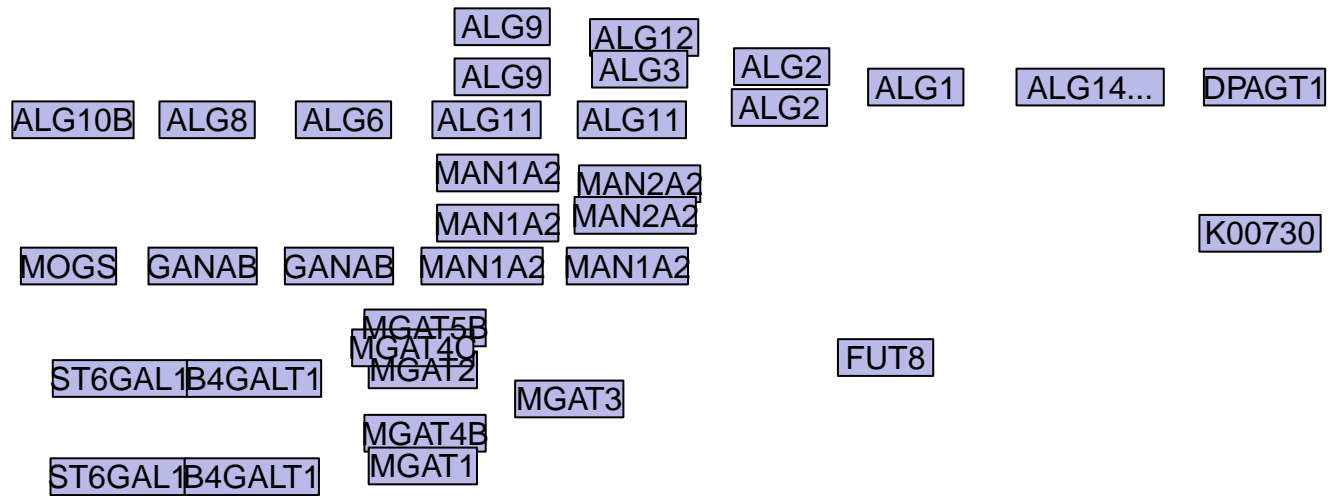 ALG9
ALG12
ALG9
ALG3
ALG2
ALG1
ALG14...
DPAGT1
ALG2
ALG10B
ALG8
ALG6
ALG11
ALG11
MAN1A2
MAN2A2
MAN1A2
MAN2A2
K00730
MOGS
GANAB
GANAB
MAN1A2
MAN1A2
MGAT5B
MGAT4C
FUT8
MGAT2
ST6GAL1
B4GALT1
MGAT3
MGAT4B
MGAT1
ST6GAL1
B4GALT1